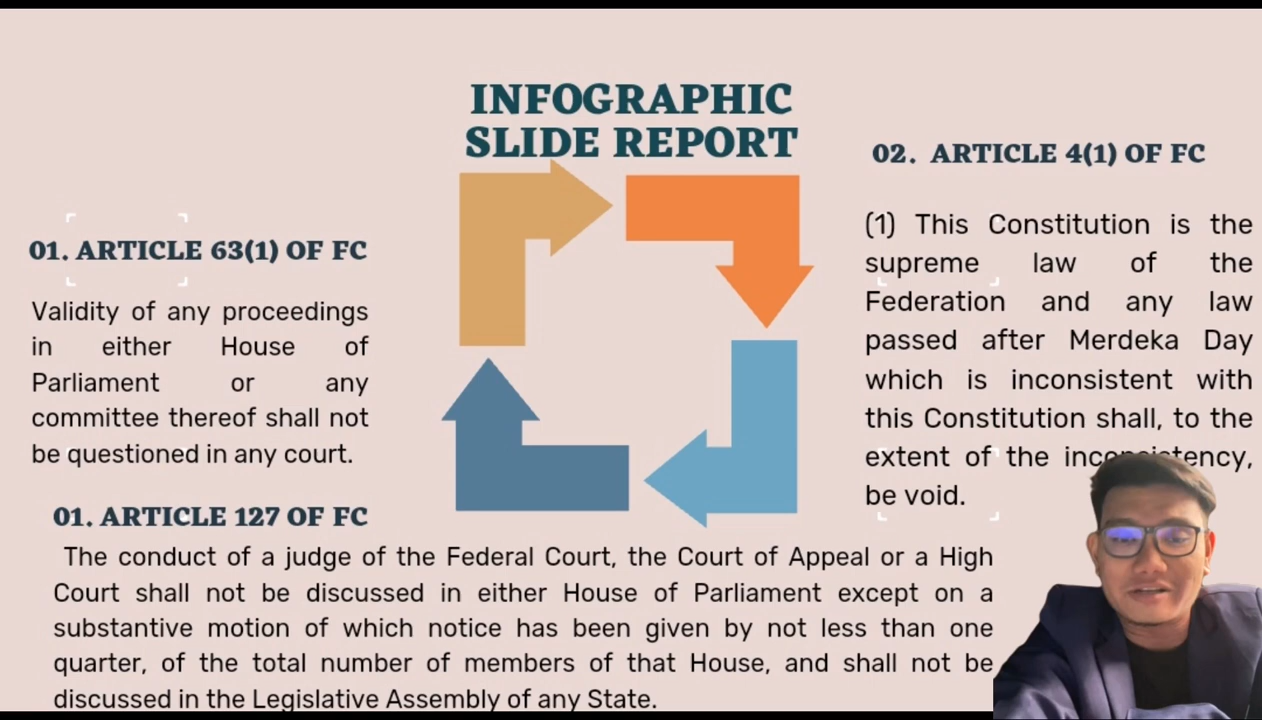 INFOGRAPHIC
SLIDE REPORT
01. ARTICLE 63(1) OF FC
Validity of any proceedings
in either House of
Parliament or any
committee thereof shall not
be questioned in any court.
02. ARTICLE 4(1) OF FC
(1) This Constitution is the
supreme law of the
Federation and any law
passed after Merdeka Day
which is inconsistent with
this Constitution shall, to the
extent of the inconsistency,
be void.
01. ARTICLE 127 OF FC
The conduct of a judge of the Federal Court, the Court of Appeal or a High
Court shall not be discussed in either House of Parliament except on a
substantive motion of which notice has been given by not less than one
quarter, of the total number of members of that House, and shall not be
discussed in the Legislative Assembly of any State.